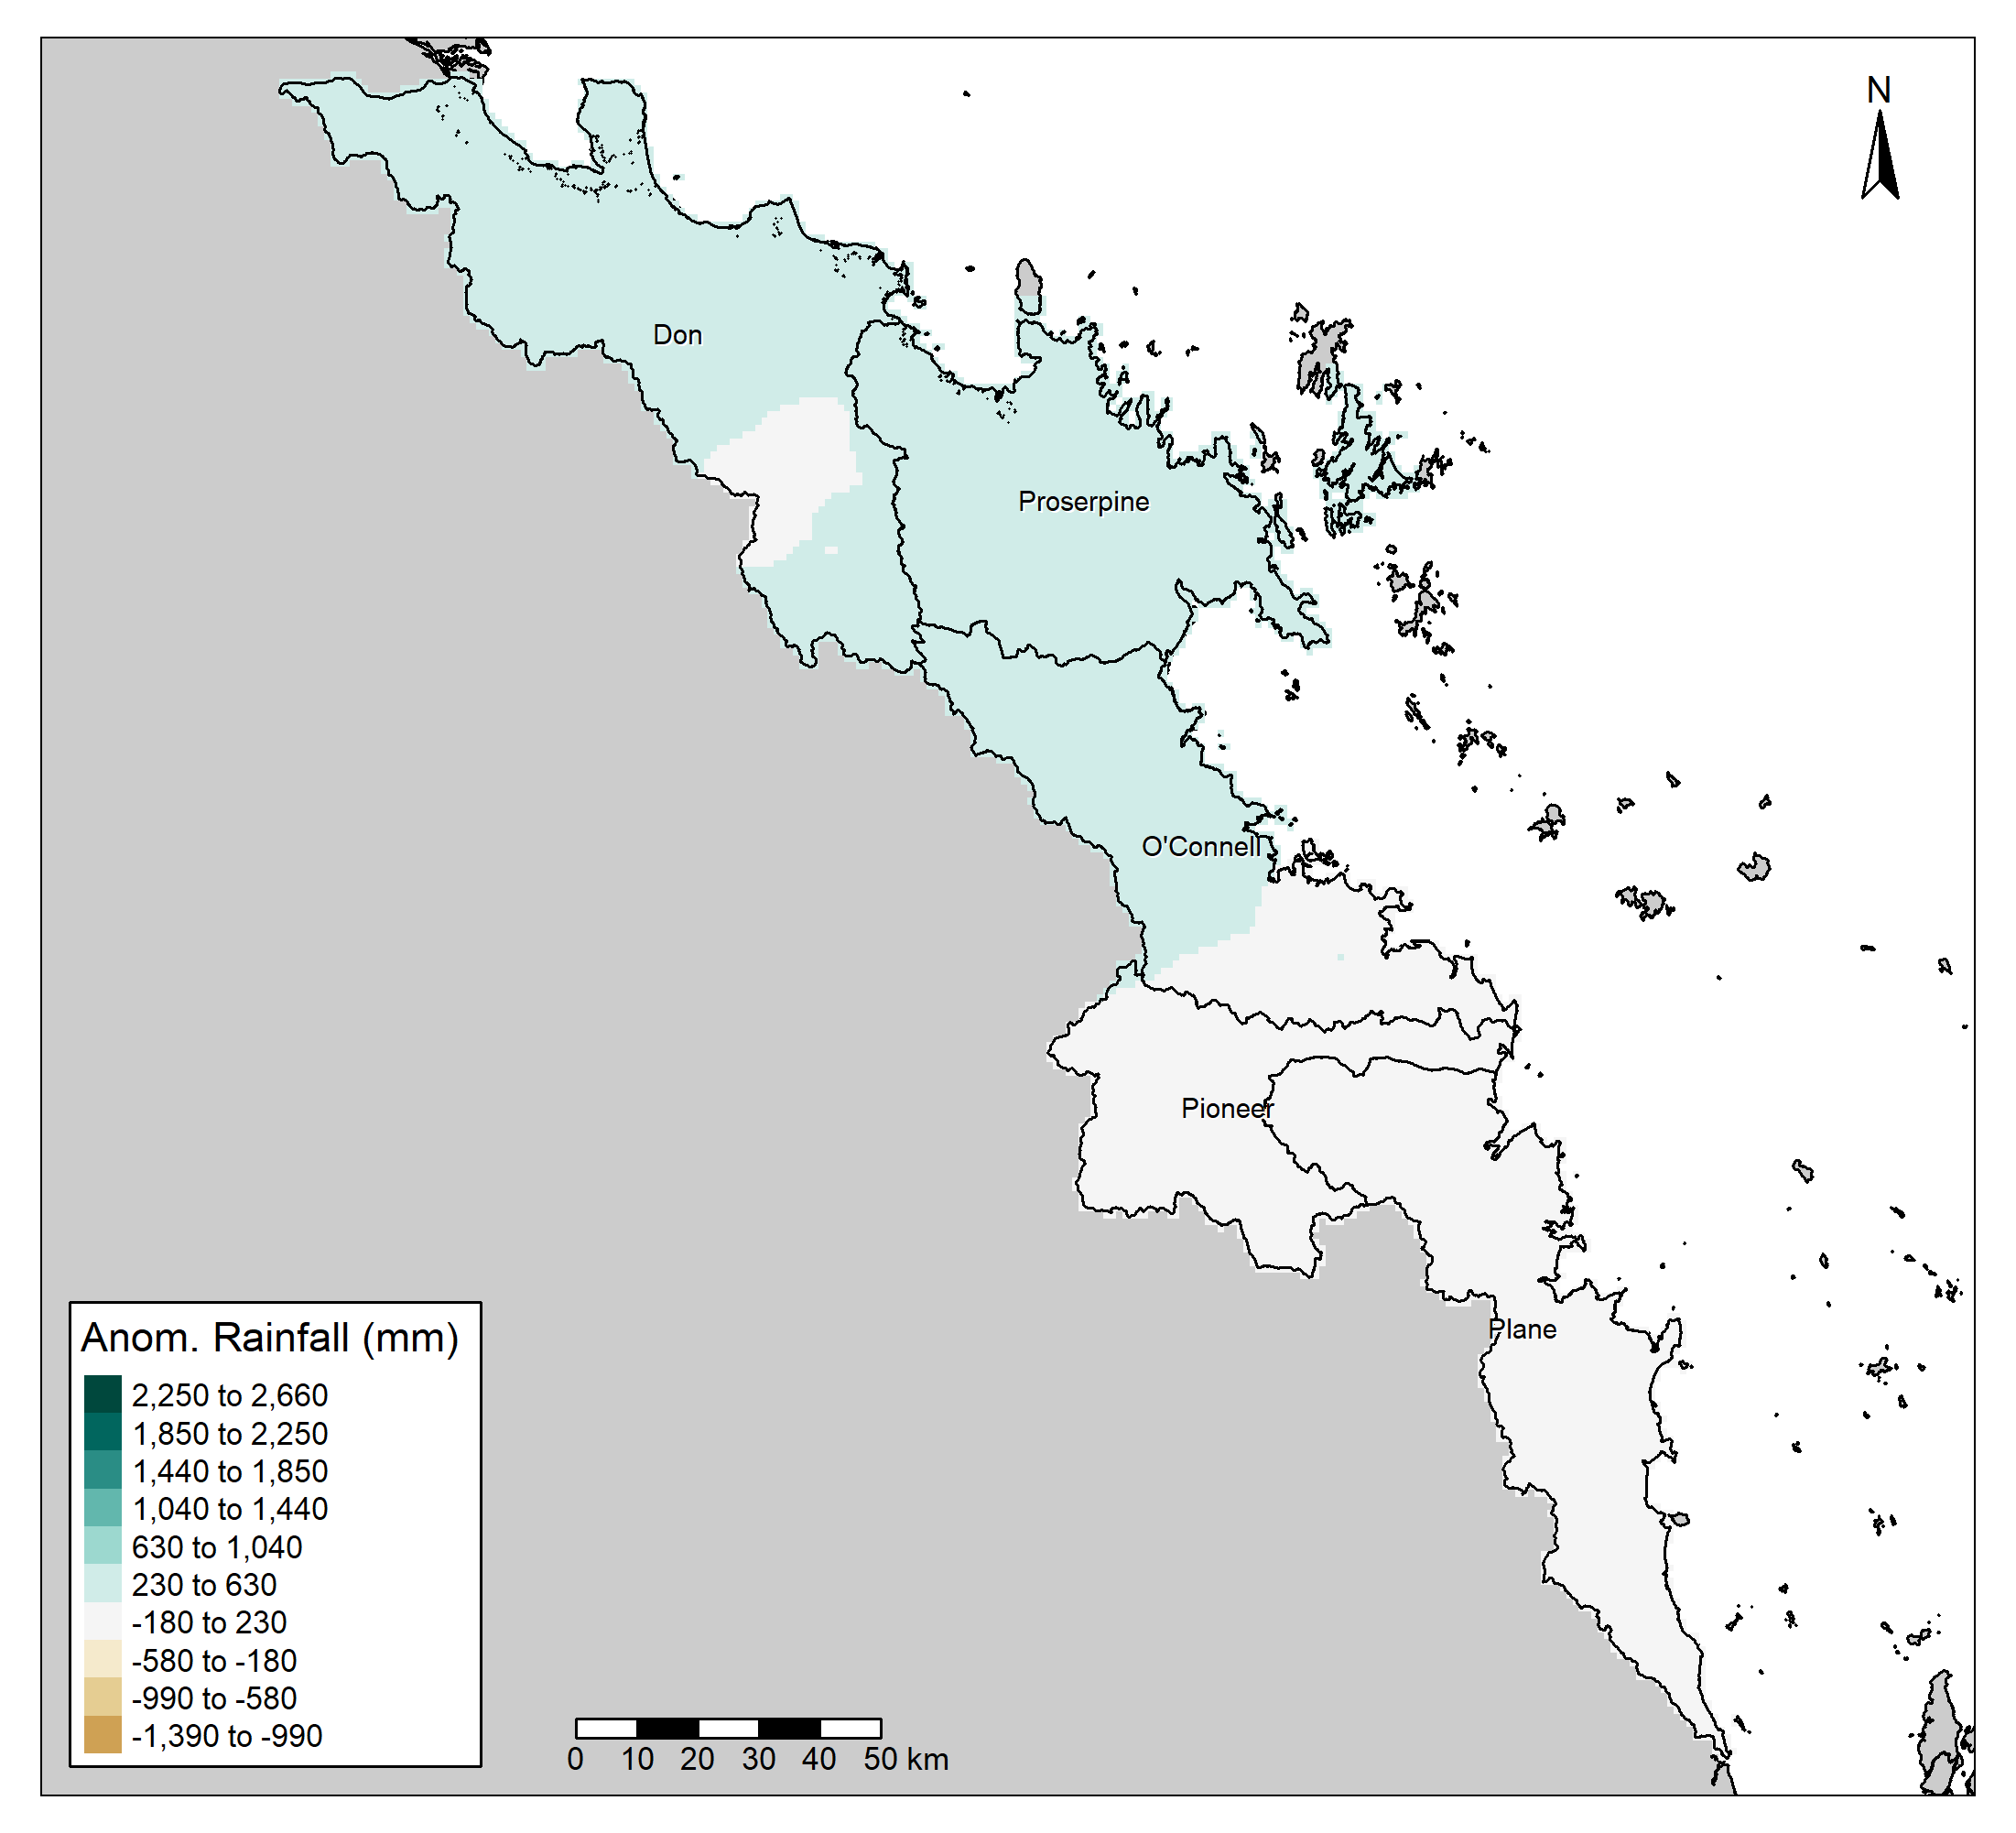 N
Don
Proserpine
O'Connell
Pioneer
Plane
Anom. Rainfall (mm)
2,250 to 2,660
1,850 to 2,250
1,440 to 1,850
1,040 to 1,440
630 to 1,040
230 to 630
-180 to 230
-580 to -180
-990 to -580
-1,390 to -990
0 10 20 30 40 50 km